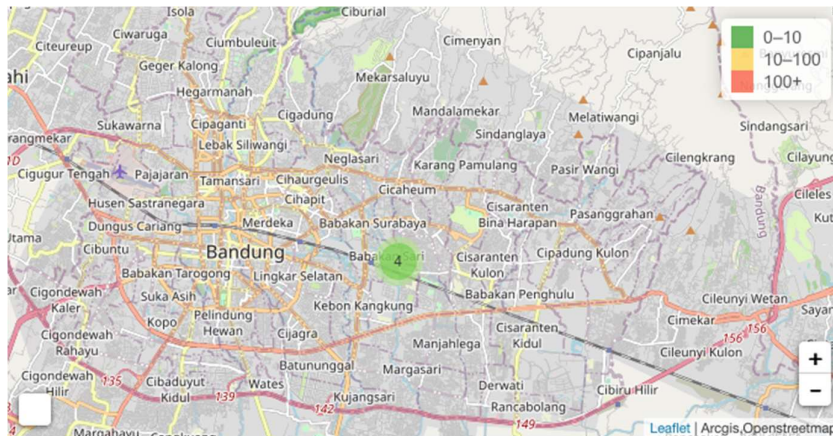 Isola
Ciburial
Ciwaruga
Citeureup
Ciumbuleuit
Cimenyan
0–10
10–100
100+
Cipanjalu
Geger Kalong
Mekarsaluyu
Hegarmanah
Cigadung
Mandalamekar
Melatiwangi
Sukawarna
Cipaganti
Sindanglaya
Sindangsari
Lebak Siliwangi
Neglasari
Karang Pamulang
Pasir Wangi
Cilengkrang
Cigugur Tengah
Pajajaran
Tamansari
Cihaurgeulis
Cicaheum
Husen Sastranegara
Cihapit
Cisaranten
Bina Harapan
Pasanggrahan
Bandung
Cileles
Dungus Cariang
Merdeka
Babakan Surabaya
Cibuntu
Bandung
Babakan Sari
4
Cisaranten
Kulon
Cipadung Kulon
Babakan Tarogong
Lingkar Selatan
Cigondewah
Kaler
Suka Asih
Kebon Kangkung
Babakan Penghulu
Cileunyi Wetan
Kopo
Pelindung
Hewan
Cijagra
Cisaranten
Kidul
Cimekar
156
156
Cigondewah
Rahayu
Manjahlega
Cileunyi Kulon
Batununggal
Margasari
Cigondewah
Hilir
135
Cibaduyut
Kidul
139
Wates
Derwati
Cibiru Hilir
Kujangsari
142
Rancabolang
149
Margahayu
+
−
Leaflet | Arcgis,Openstreetmap